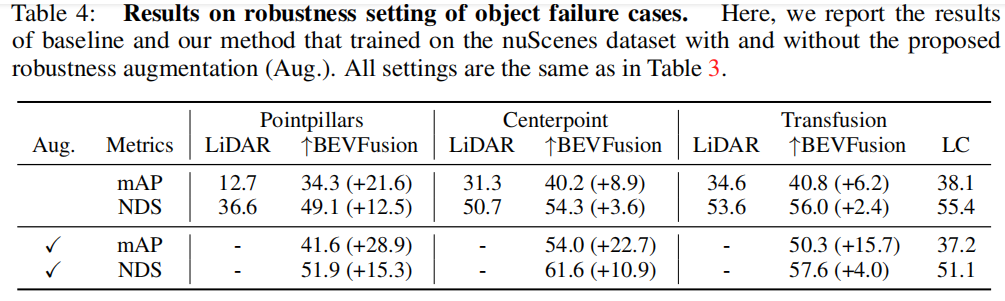 Table 4: Results on robustness setting of object failure cases. Here, we report the results
of baseline and our method that trained on the nuScenes dataset with and without the proposed
robustness augmentation (Aug.). All settings are the same as in Table 3.
Pointpillars Centerpoint Transfusion
Aug. Metrics LiDAR ↑BEVFusion LiDAR ↑BEVFusion LiDAR ↑BEVFusion LC
mAP 12.7 34.3 (+21.6) 31.3 40.2 (+8.9) 34.6 40.8 (+6.2) 38.1
NDS 36.6 49.1 (+12.5) 50.7 54.3 (+3.6) 53.6 56.0 (+2.4) 55.4
✓ mAP - 41.6 (+28.9) - 54.0 (+22.7) - 50.3 (+15.7) 37.2
✓ NDS - 51.9 (+15.3) - 61.6 (+10.9) - 57.6 (+4.0) 51.1